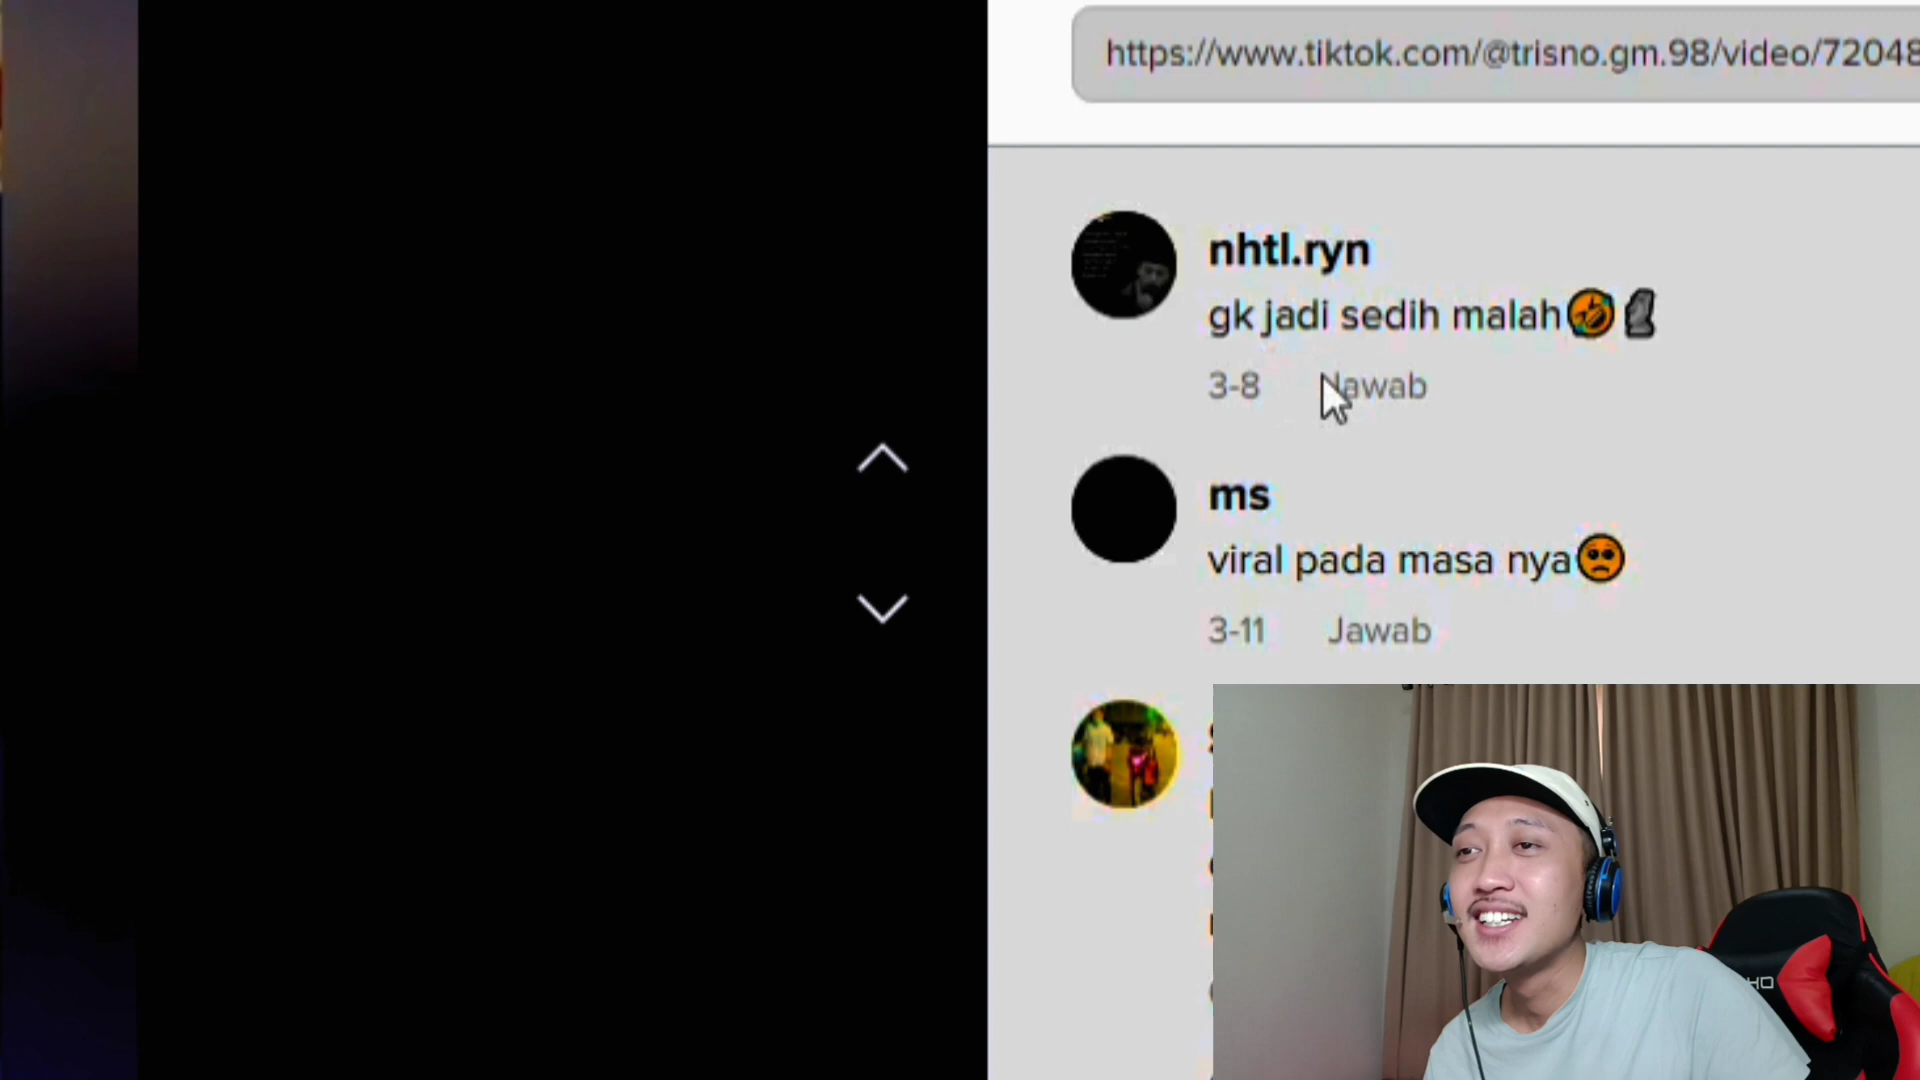 https://www.tiktok.com/@trisno.gm.98/video/72048
nhtl.ryn
gk jadi sedih malah🤣🗿
3-8 Jawab
ms
viral pada masa nya🥺
3-11 Jawab